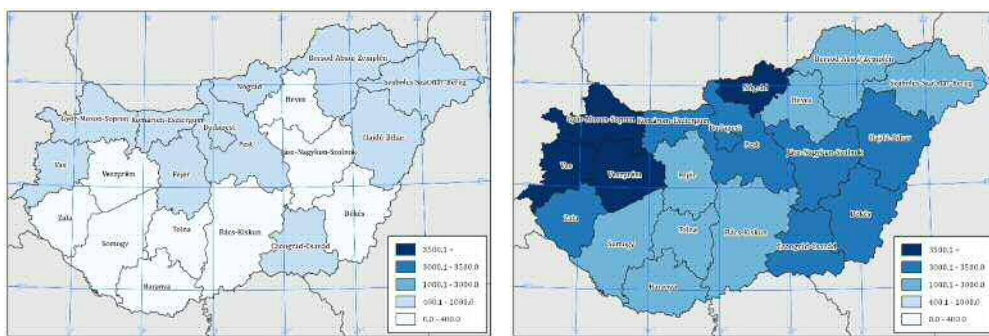 Borsod-Abaúj-Zemplén
Szabolcs-Szatmár-Bereg
Nógrád
Heves
Győr-Moson-Sopron
Komárom-Esztergom
Budapest
Hajdú-Bihar
Pest
Jász-Nagykun-Szolnok
Vas
Veszprém
Fejér
Zala
Békés
Tolna
Bács-Kiskun
Somogy
Csongrád-Csanád
Baranya
3500,1 -
3000,1 - 3500,0
1000,1 - 3000,0
400,1 - 1000,0
0,0 - 400,0
Borsod-Abaúj-Zemplén
Szabolcs-Szatmár-Bereg
Nógrád
Heves
Győr-Moson-Sopron
Komárom-Esztergom
Budapest
Hajdú-Bihar
Pest
Jász-Nagykun-Szolnok
Vas
Veszprém
Fejér
Zala
Békés
Tolna
Bács-Kiskun
Somogy
Csongrád-Csanád
Baranya
3500,1 -
3000,1 - 3500,0
1000,1 - 3000,0
400,1 - 1000,0
0,0 - 400,0